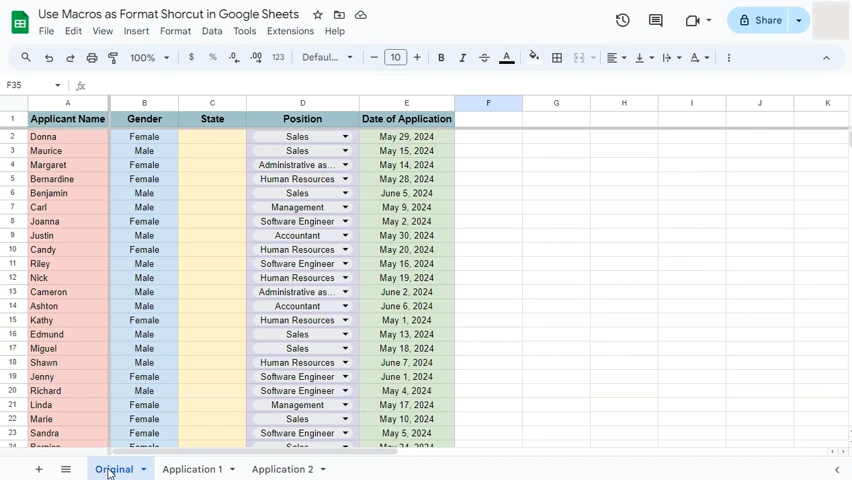 Use Macros as Format Shorcut in Google Sheets
File Edit View Insert Format Data Tools Extensions Help
Share
100% $ % .0 .00 123 Defaul... 10 B I A
F35 fx
A B C D E F G H I J K
1 Applicant Name Gender State Position Date of Application
2 Donna Female Sales May 29, 2024
3 Maurice Male Sales May 15, 2024
4 Margaret Female Administrative as... May 14, 2024
5 Bernardine Female Human Resources May 28, 2024
6 Benjamin Male Sales June 5, 2024
7 Carl Male Management May 9, 2024
8 Joanna Female Software Engineer May 2, 2024
9 Justin Male Accountant May 30, 2024
10 Candy Female Human Resources May 20, 2024
11 Riley Male Software Engineer May 16, 2024
12 Nick Male Human Resources May 19, 2024
13 Cameron Male Administrative as... June 2, 2024
14 Ashton Male Accountant June 6, 2024
15 Kathy Female Human Resources May 1, 2024
16 Edmund Male Sales May 13, 2024
17 Miguel Male Sales May 18, 2024
18 Shawn Male Human Resources June 7, 2024
19 Jenny Female Software Engineer June 1, 2024
20 Richard Male Software Engineer May 4, 2024
21 Linda Female Management May 17, 2024
22 Marie Female Sales May 10, 2024
23 Sandra Female Software Engineer May 5, 2024
24 Female Sales May 24, 2024
Original Application 1 Application 2